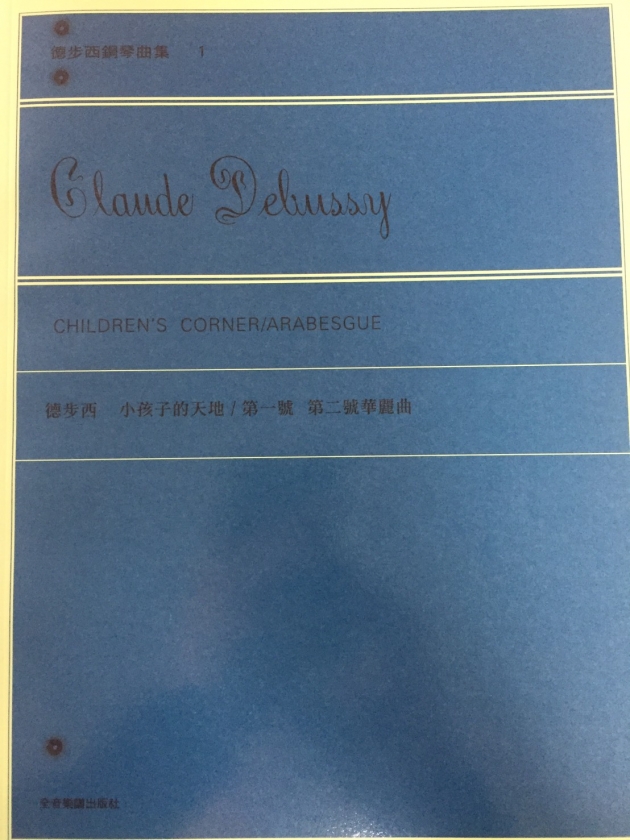 德步西鋼琴曲集 1
Claude Debussy
CHILDREN'S CORNER/ARABESGUE
德步西 小孩子的天地/第一號 第二號華麗曲
全音樂譜出版社